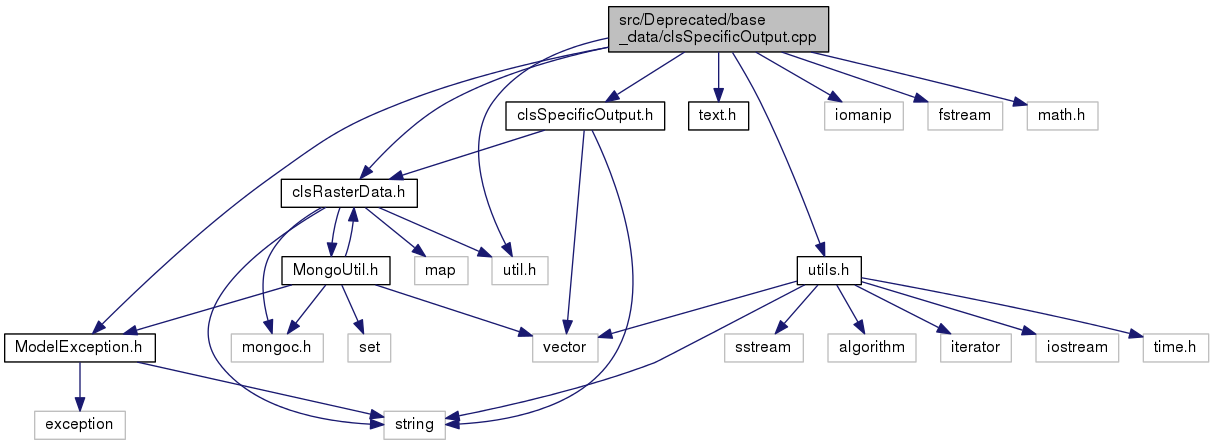 src/Deprecated/base
_data/clsSpecificOutput.cpp
clsSpecificOutput.h
text.h
iomanip
fstream
math.h
clsRasterData.h
MongoUtil.h
map
util.h
utils.h
ModelException.h
mongoc.h
set
vector
sstream
algorithm
iterator
iostream
time.h
exception
string